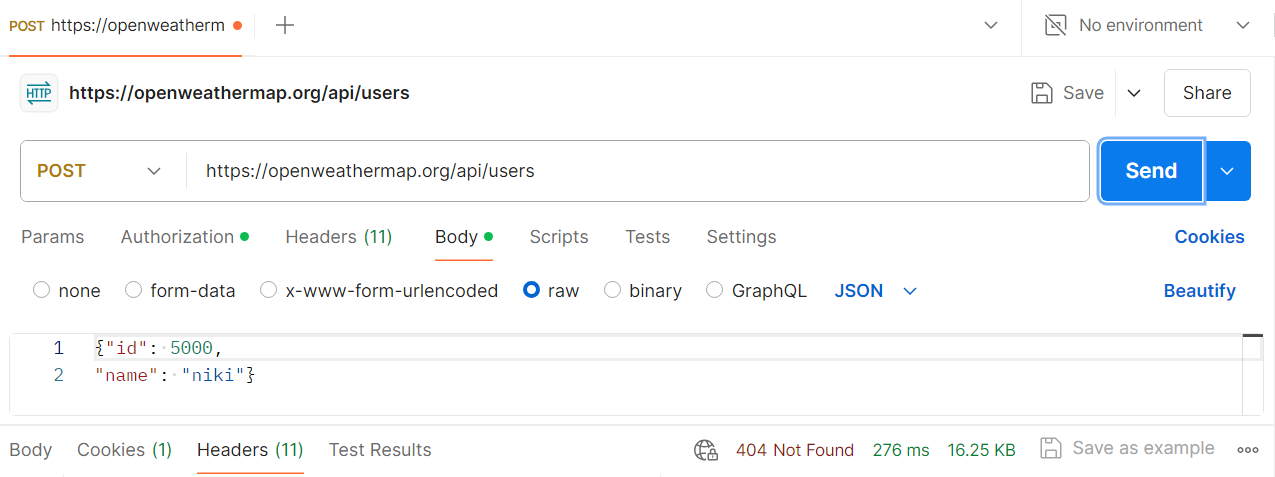 POST https://openweatherm
No environment
HTTP https://openweathermap.org/api/users
Save
Share
POST
https://openweathermap.org/api/users
Send
Params Authorization Headers (11) Body Scripts Tests Settings Cookies
none form-data x-www-form-urlencoded raw binary GraphQL JSON Beautify
1 {"id": 5000,
2 "name": "niki"}
Body Cookies (1) Headers (11) Test Results 404 Not Found 276 ms 16.25 KB Save as example